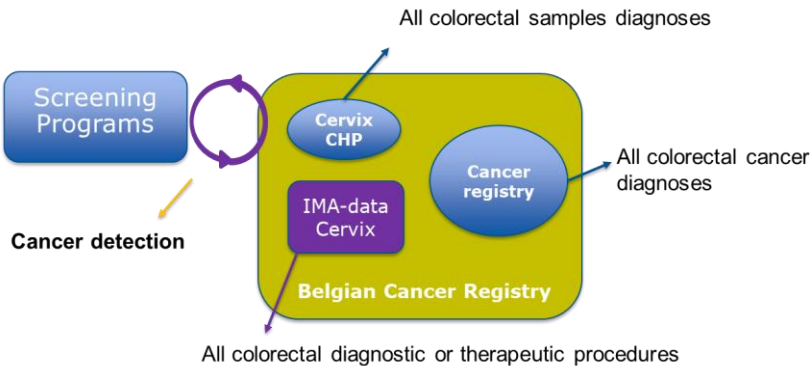 All colorectal samples diagnoses
Screening
Programs
Cervix
CHP
Cancer
registry
All colorectal cancer
diagnoses
IMA-data
Cervix
Cancer detection
Belgian Cancer Registry
All colorectal diagnostic or therapeutic procedures